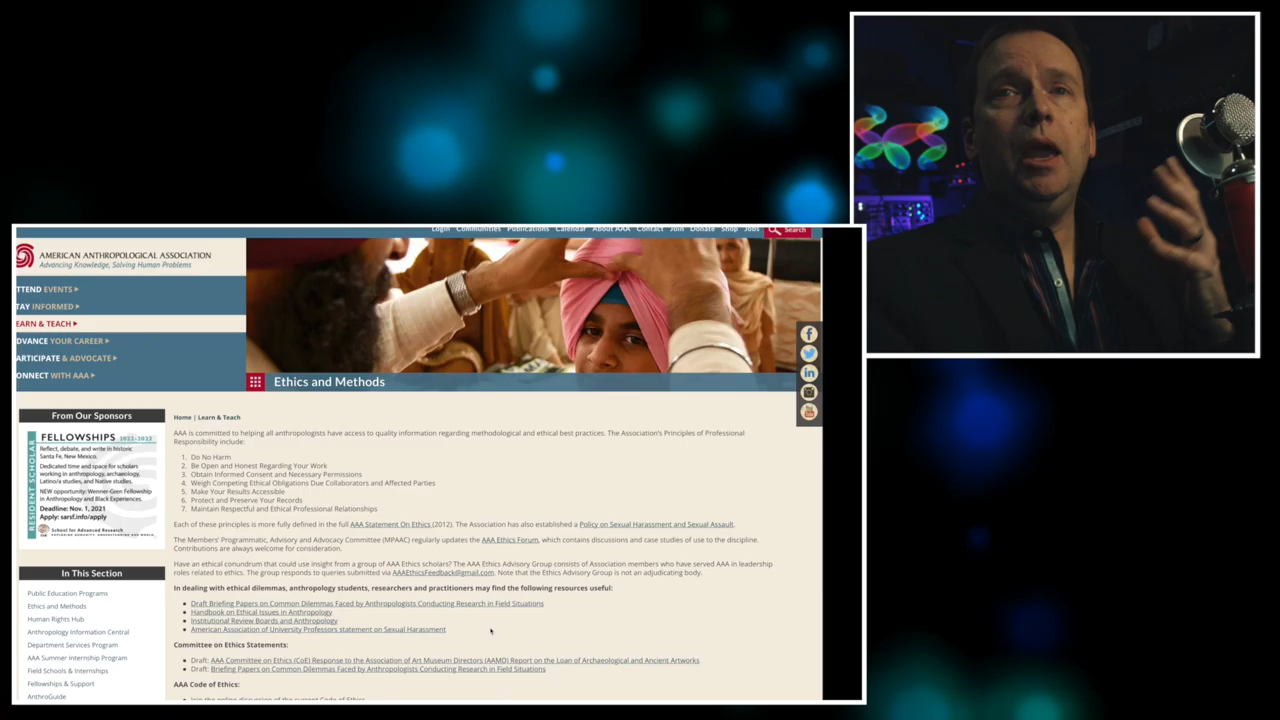 Login Communities Publications Calendar About AAA Contact Join Donate Shop Jobs Search
AMERICAN ANTHROPOLOGICAL ASSOCIATION
Advancing Knowledge, Solving Human Problems
TTEND EVENTS
TAY INFORMED
EARN & TEACH
DVANCE YOUR CAREER
ARTICIPATE & ADVOCATE
ONNECT WITH AAA
Ethics and Methods
From Our Sponsors
RESIDENT SCHOLAR
FELLOWSHIPS 2022–2023
Reflect, debate, and write in historic
Santa Fe, New Mexico.
Dedicated time and space for scholars
working in anthropology, archaeology,
Latino/a studies, and Native studies.
NEW opportunity: Wenner-Gren Fellowship
in Anthropology and Black Experiences.
Deadline: Nov. 1, 2021
Apply: sarsf.info/apply
School for Advanced Research
In This Section
Public Education Programs
Ethics and Methods
Human Rights Hub
Anthropology Information Central
Department Services Program
AAA Summer Internship Program
Field Schools & Internships
Fellowships & Support
AnthroGuide
Home | Learn & Teach
AAA is committed to helping all anthropologists have access to quality information regarding methodological and ethical best practices. The Association's Principles of Professional
Responsibility include:
1. Do No Harm
2. Be Open and Honest Regarding Your Work
3. Obtain Informed Consent and Necessary Permissions
4. Weigh Competing Ethical Obligations Due Collaborators and Affected Parties
5. Make Your Results Accessible
6. Protect and Preserve Your Records
7. Maintain Respectful and Ethical Professional Relationships
Each of these principles is more fully defined in the full AAA Statement On Ethics (2012). The Association has also established a Policy on Sexual Harassment and Sexual Assault.
The Members' Programmatic, Advisory and Advocacy Committee (MPAAC) regularly updates the AAA Ethics Forum, which contains discussions and case studies of use to the discipline.
Contributions are always welcome for consideration.
Have an ethical conundrum that could use insight from a group of AAA Ethics scholars? The AAA Ethics Advisory Group consists of Association members who have served AAA in leadership
roles related to ethics. The group responds to queries submitted via AAAEthicsFeedback@gmail.com. Note that the Ethics Advisory Group is not an adjudicating body.
In dealing with ethical dilemmas, anthropology students, researchers and practitioners may find the following resources useful:
Draft Briefing Papers on Common Dilemmas Faced by Anthropologists Conducting Research in Field Situations
Handbook on Ethical Issues in Anthropology
Institutional Review Boards and Anthropology
American Association of University Professors statement on Sexual Harassment
Committee on Ethics Statements:
Draft: AAA Committee on Ethics (CoE) Response to the Association of Art Museum Directors (AAMD) Report on the Loan of Archaeological and Ancient Artworks
Draft: Briefing Papers on Common Dilemmas Faced by Anthropologists Conducting Research in Field Situations
AAA Code of Ethics:
Join the online discussion of the current Code of Ethics